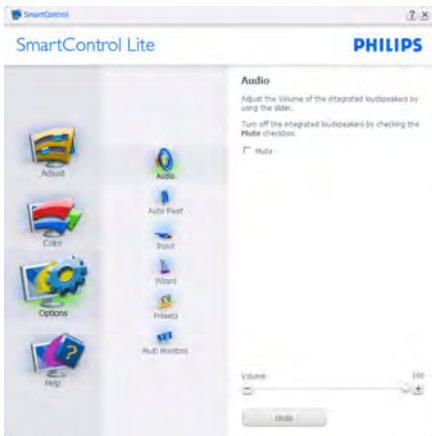 SmartControl
SmartControl Lite
PHILIPS
Audio
Adjust the Volume of the integrated loudspeakers by
using the slider.
Turn off the integrated loudspeakers by checking the
Mute checkbox.
Mute
Adjust
Color
Options
Help
Audio
Auto Pivot
Wizard
Presets
Multi Monitors
Volume
100
Undo